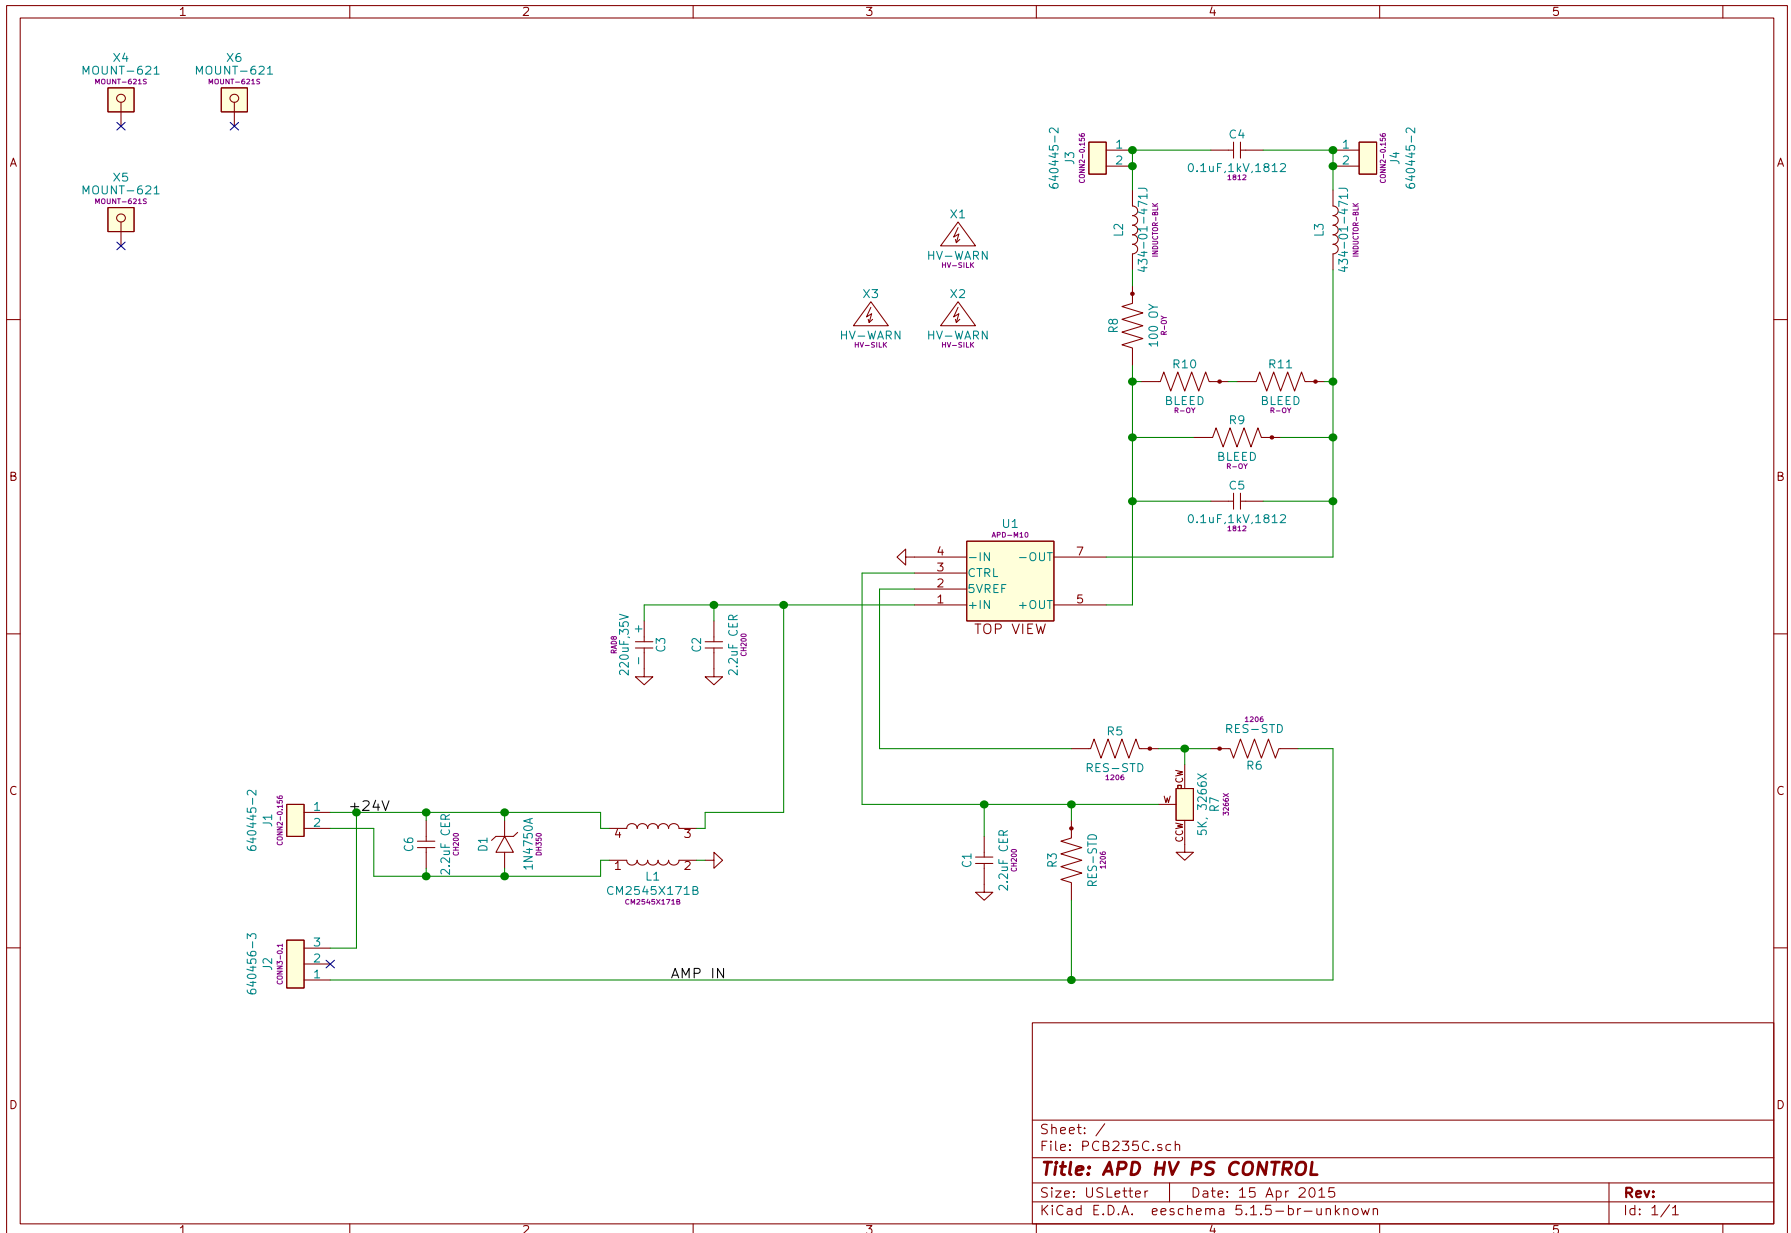 1 2 3 4 5
A
B
C
D
A
B
C
D
1 2 3 4 5
X4
MOUNT-621
MOUNT-621S
X6
MOUNT-621
MOUNT-621S
X5
MOUNT-621
MOUNT-621S
X1
HV-WARN
HV-SILK
X3
HV-WARN
HV-SILK
X2
HV-WARN
HV-SILK
640445-2
J3
CONN2-0.156
1
2
C4
0.1uF,1kV,1812
1812
1
2
J4
CONN2-0.156
640445-2
L2
434-01-471J
INDUCTOR-BLK
L3
434-01-471J
INDUCTOR-BLK
R8
100 OY
R-OY
R10
BLEED
R-OY
R11
BLEED
R-OY
R9
BLEED
R-OY
C5
0.1uF,1kV,1812
1812
U1
APD-M10
4 -IN -OUT 7
3 CTRL
2 5VREF
1 +IN +OUT 5
TOP VIEW
RAD8
220uF,35V
+
-
C3
C2
2.2uF CER
CH200
R5
RES-STD
1206
1206
RES-STD
R6
CW
W
CCW
5K, 3266X
R7
3266X
C1
2.2uF CER
CH200
R3
RES-STD
1206
640445-2
J1
CONN2-0.156
1
2
+24V
C6
2.2uF CER
CH200
D1
1N4750A
DH350
4 3
1 2
L1
CM2545X171B
CM2545X171B
640456-3
J2
CONN3-0.1
3
2
1
AMP IN
Sheet: /
File: PCB235C.sch
Title: APD HV PS CONTROL
Size: USLetter Date: 15 Apr 2015 Rev:
KiCad E.D.A. eeschema 5.1.5-br-unknown Id: 1/1